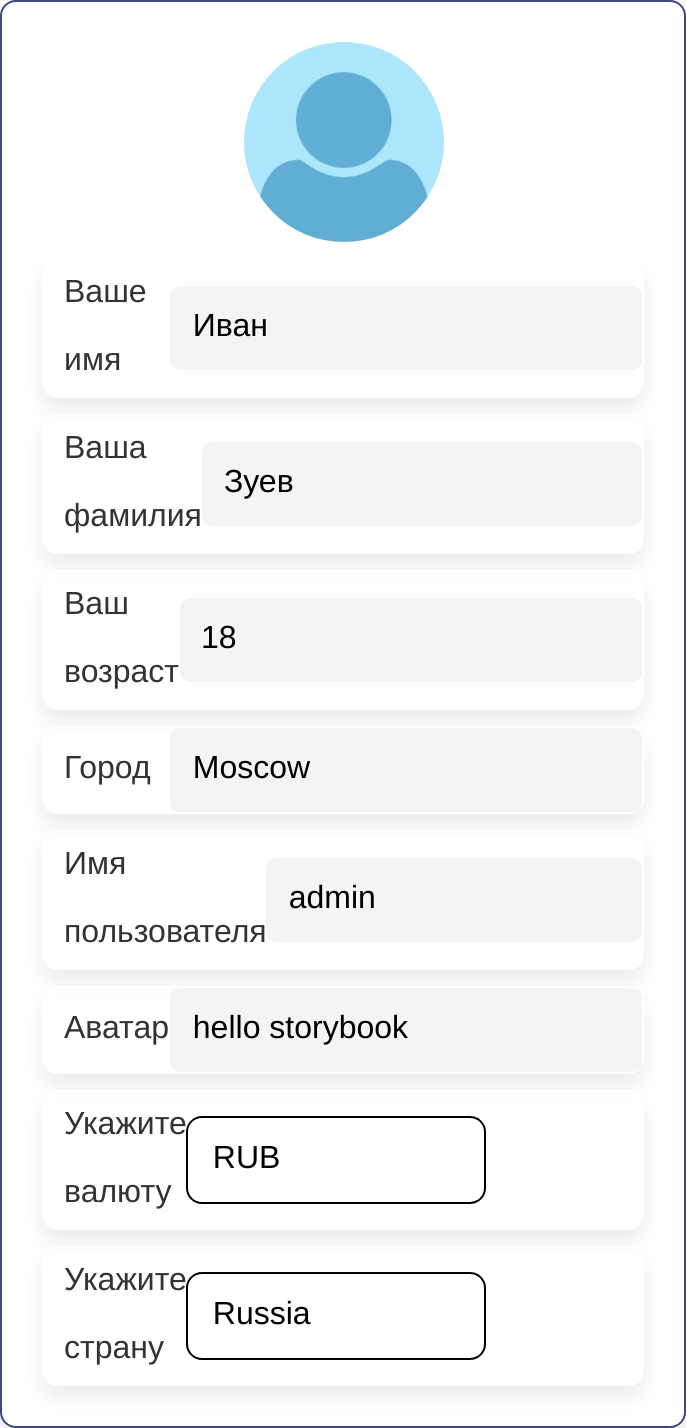 Ваше
имя
Иван
Ваша
фамилия
Зуев
Ваш
возраст
18
Город
Moscow
Имя
пользователя
admin
Аватар
hello storybook
Укажите
валюту
RUB
Укажите
страну
Russia